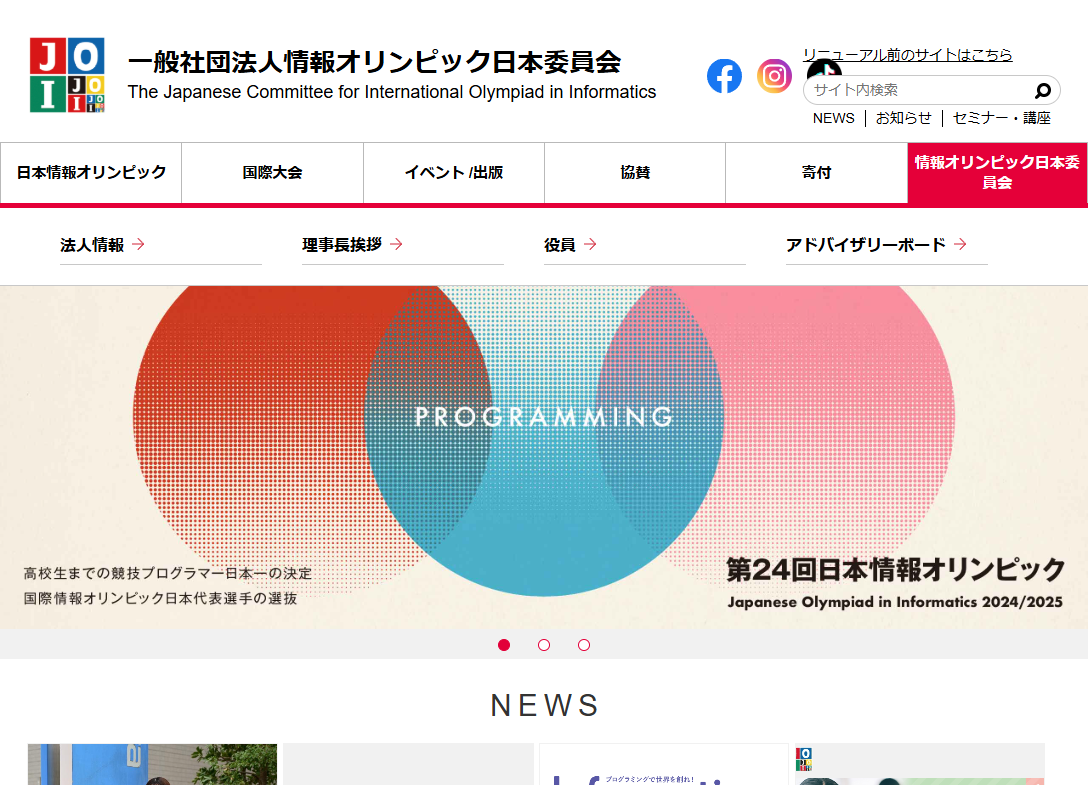 JOI
JOI
JOI
一般社団法人情報オリンピック日本委員会
The Japanese Committee for International Olympiad in Informatics
リニューアル前のサイトはこちら
サイト内検索
NEWS お知らせ セミナー・講座
日本情報オリンピック
国際大会
イベント /出版
協賛
寄付
情報オリンピック日本委
員会
法人情報
理事長挨拶
役員
アドバイザリーボード
PROGRAMMING
高校生までの競技プログラマー日本一の決定
国際情報オリンピック日本代表選手の選抜
第24回日本情報オリンピック
Japanese Olympiad in Informatics 2024/2025
NEWS
プログラミングで世界を創れ!